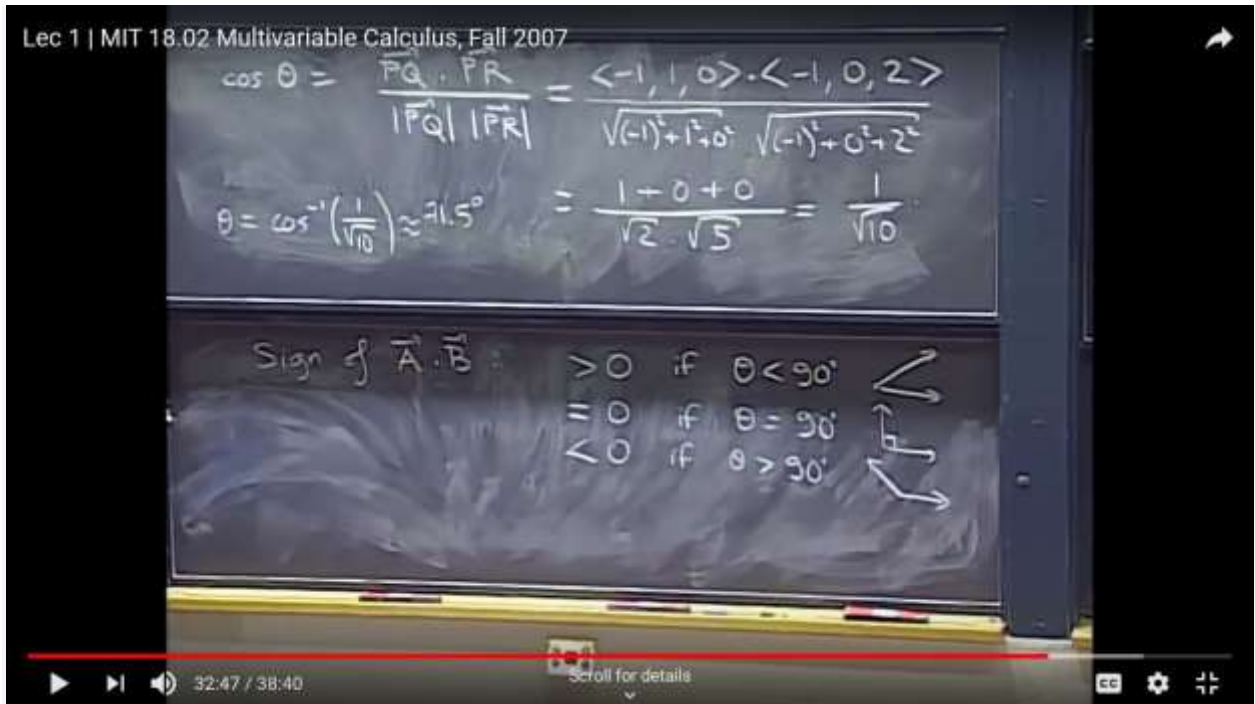 Lec 1 | MIT 18.02 Multivariable Calculus, Fall 2007
cos θ = PQ⃗ · PR⃗ / |PQ⃗| |PR⃗| = <-1, 1, 0> · <-1, 0, 2> / √((-1)²+1²+0²) √((-1)²+0²+2²)
= 1+0+0 / √2 · √5 = 1/√10
θ = cos⁻¹(1/√10) ≈ 71.5°
Sign of A⃗ · B⃗ : > 0 if θ < 90°
= 0 if θ = 90°
< 0 if θ > 90°
32:47 / 38:40
Scroll for details
CC